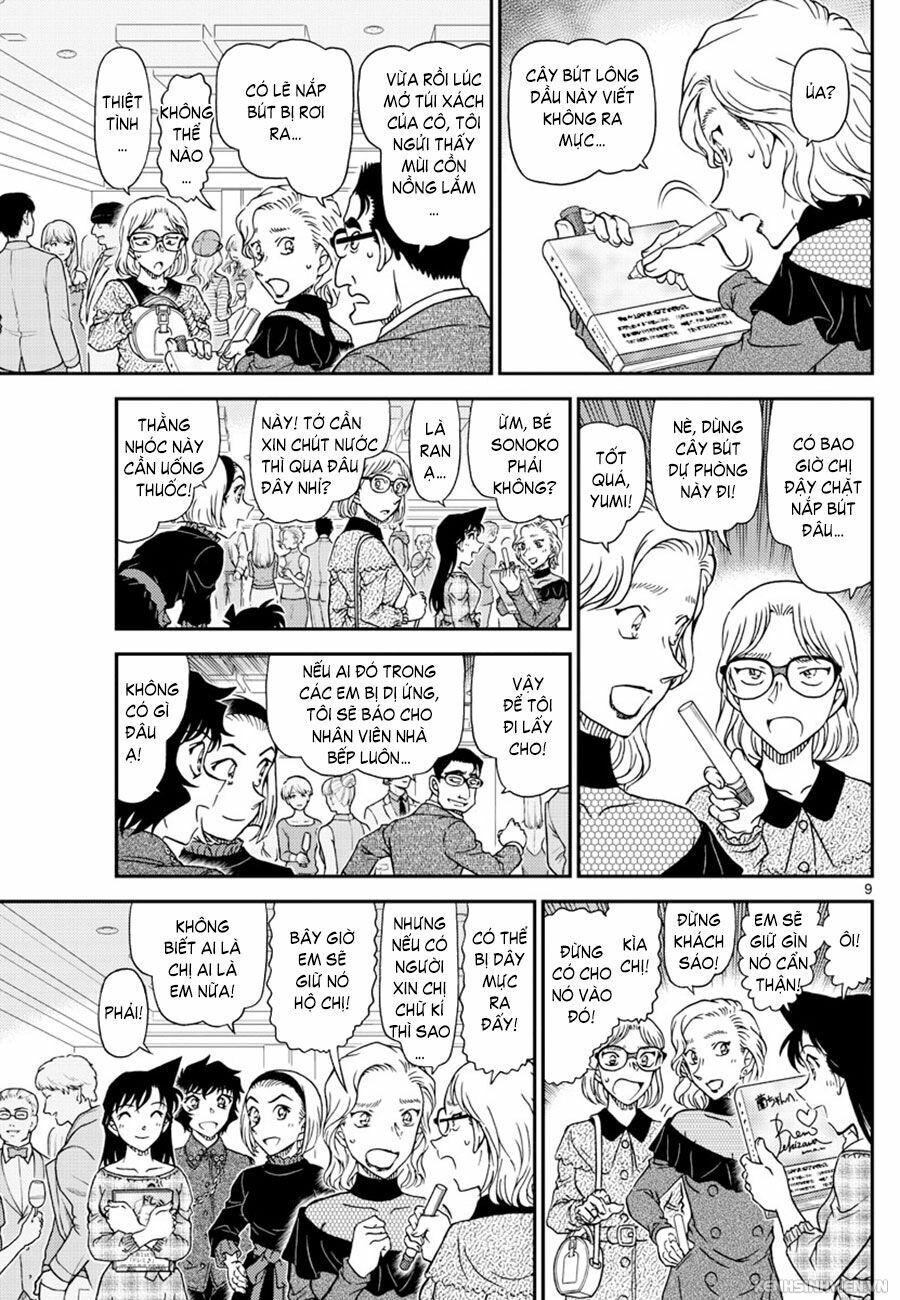 ỦA?
CÂY BÚT LÔNG
DẦU NÀY VIẾT
KHÔNG RA
MỰC...
VỪA RỒI LÚC
MỞ TÚI XÁCH
CỦA CÔ, TÔI
NGỬI THẤY
MÙI CỒN
NỒNG LẮM
...
CÓ LẼ NẮP
BÚT BỊ RƠI
RA...
KHÔNG
THỂ
NÀO...
THIỆT
TÌNH
...
CÓ BAO
GIỜ CHỊ
ĐẬY CHẶT
NẮP BÚT
ĐÂU...
NÈ, DÙNG
CÂY BÚT
DỰ PHÒNG
NÀY ĐI!
TỐT
QUÁ,
YUMI!
ỪM, BÉ
SONOKO
PHẢI
KHÔNG?
LÀ
RAN
Ạ...
NÀY! TỚ CẦN
XIN CHÚT NƯỚC
THÌ QUA ĐÂU
ĐÂY NHỈ?
THẰNG
NHÓC NÀY
CẦN UỐNG
THUỐC!
VẬY
ĐỂ TÔI
ĐI LẤY
CHO!
NẾU AI ĐÓ TRONG
CÁC EM BỊ DỊ ỨNG,
TÔI SẼ BÁO CHO
NHÂN VIÊN NHÀ
BẾP LUÔN...
KHÔNG
CÓ GÌ
ĐÂU
Ạ!
9
ÔI!
EM SẼ
GIỮ GÌN
NÓ CẨN
THẬN!
ĐỪNG
KHÁCH
SÁO!
KÌA
CHỊ!
ĐỪNG
CÓ CHO
NÓ VÀO
ĐÓ!
CÓ THỂ
BỊ DÂY
MỰC
RA
ĐẤY!
NHƯNG
NẾU CÓ
NGƯỜI
XIN CHỊ
CHỮ KÍ
THÌ SAO
...
BÂY GIỜ
EM SẼ
GIỮ NÓ
HỘ CHỊ!
KHÔNG
BIẾT AI LÀ
CHỊ AI LÀ
EM NỮA!
PHẢI!
KENHSINHVIEN.VN